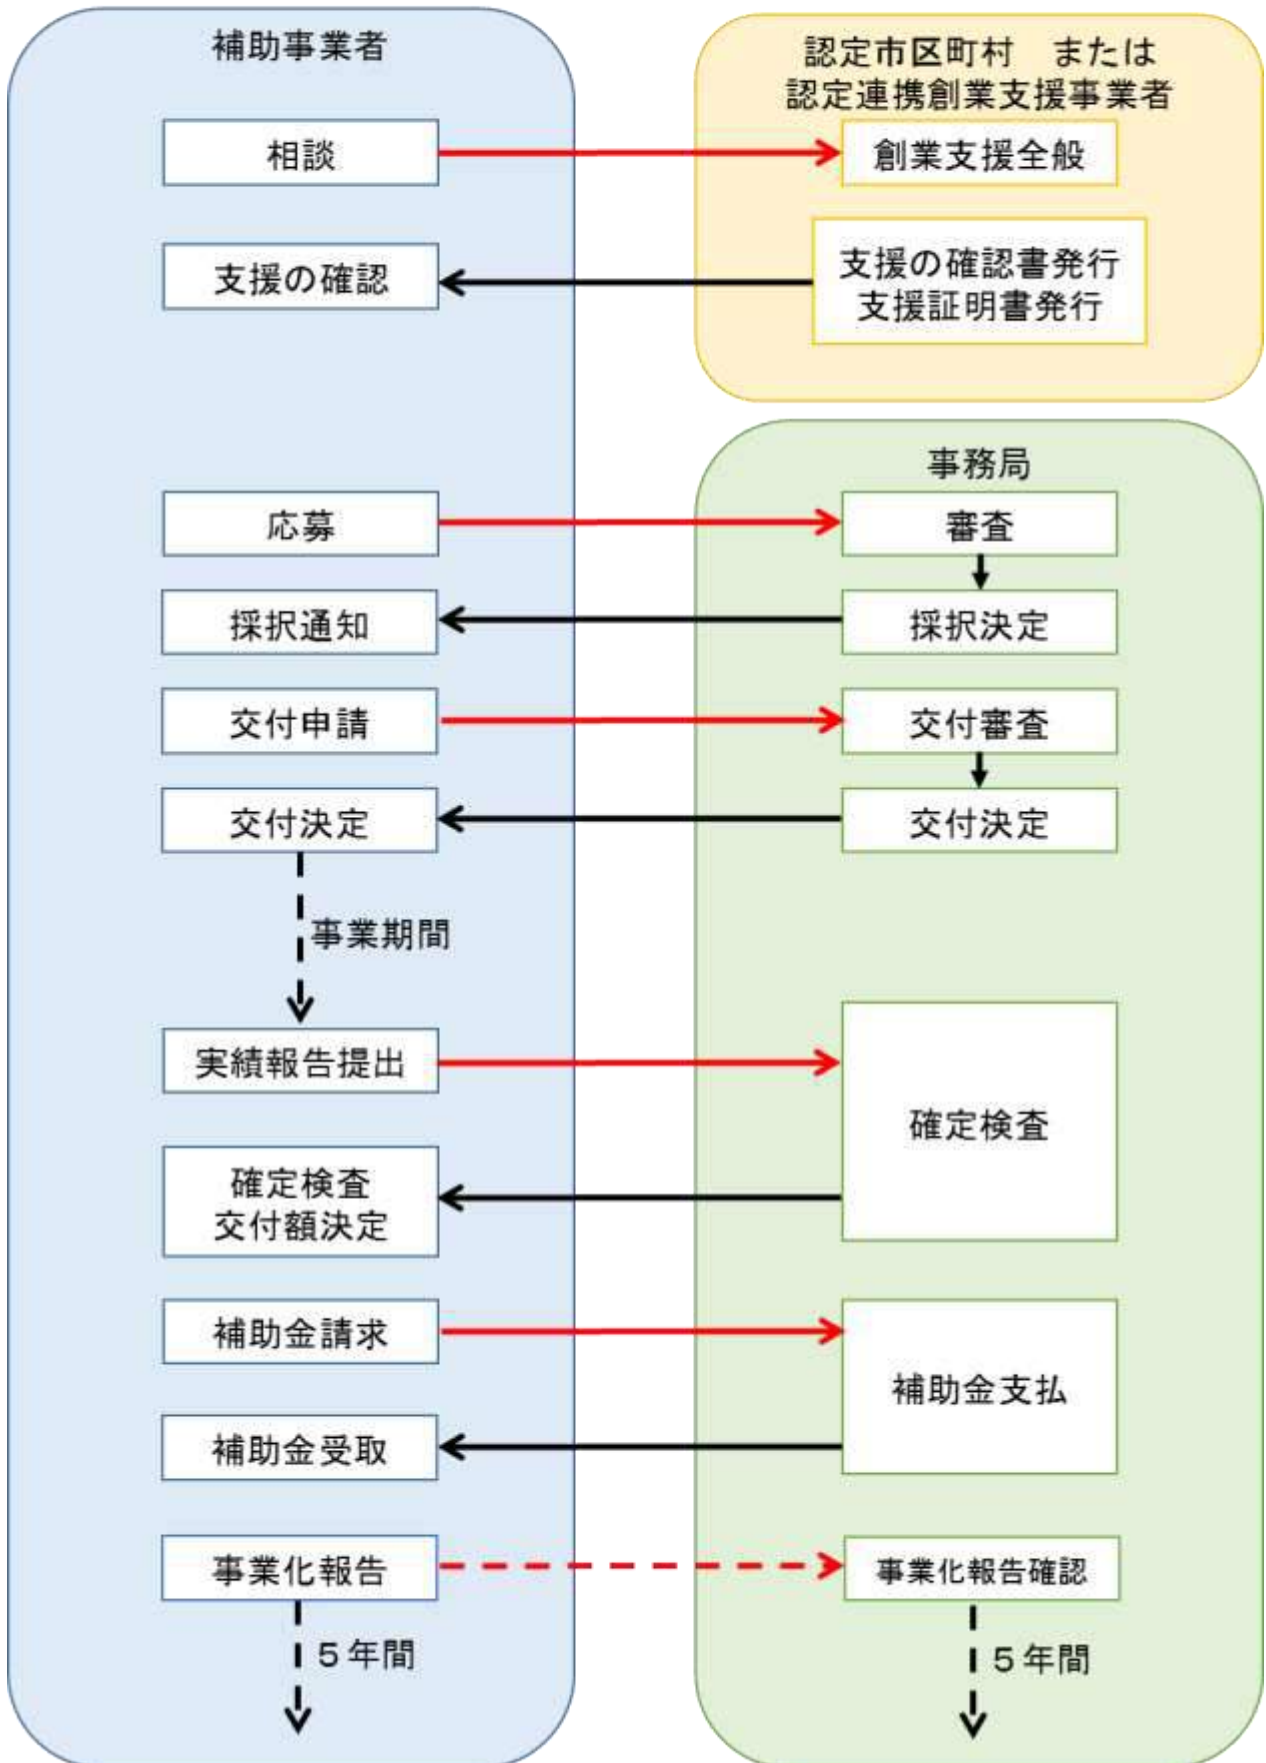 補助事業者
認定市区町村　または
認定連携創業支援事業者
相談
創業支援全般
支援の確認
支援の確認書発行
支援証明書発行
事務局
応募
審査
採択通知
採択決定
交付申請
交付審査
交付決定
交付決定
事業期間
実績報告提出
確定検査
確定検査
交付額決定
補助金請求
補助金支払
補助金受取
事業化報告
事業化報告確認
５年間
５年間